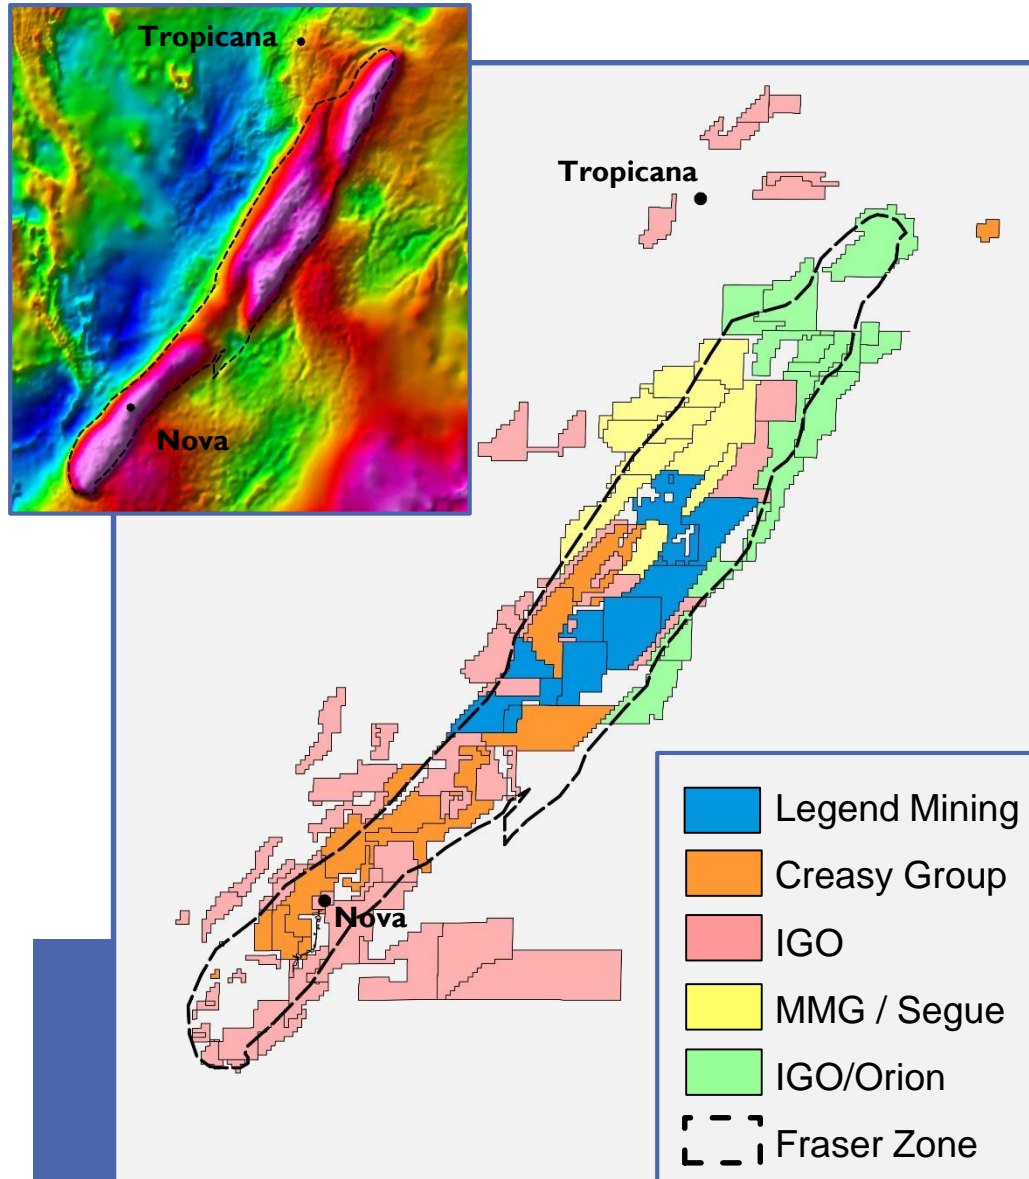 Tropicana
Nova
Tropicana
Nova
Legend Mining
Creasy Group
IGO
MMG / Segue
IGO/Orion
Fraser Zone